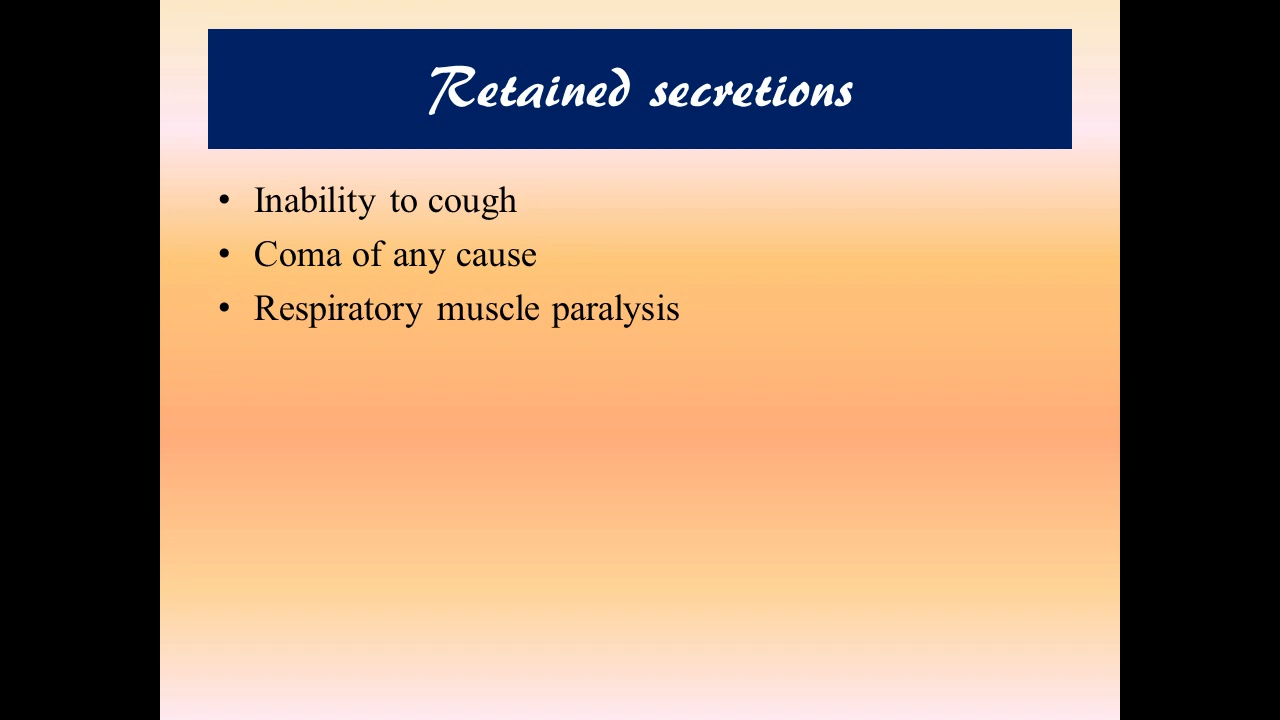 Retained secretions
• Inability to cough
• Coma of any cause
• Respiratory muscle paralysis